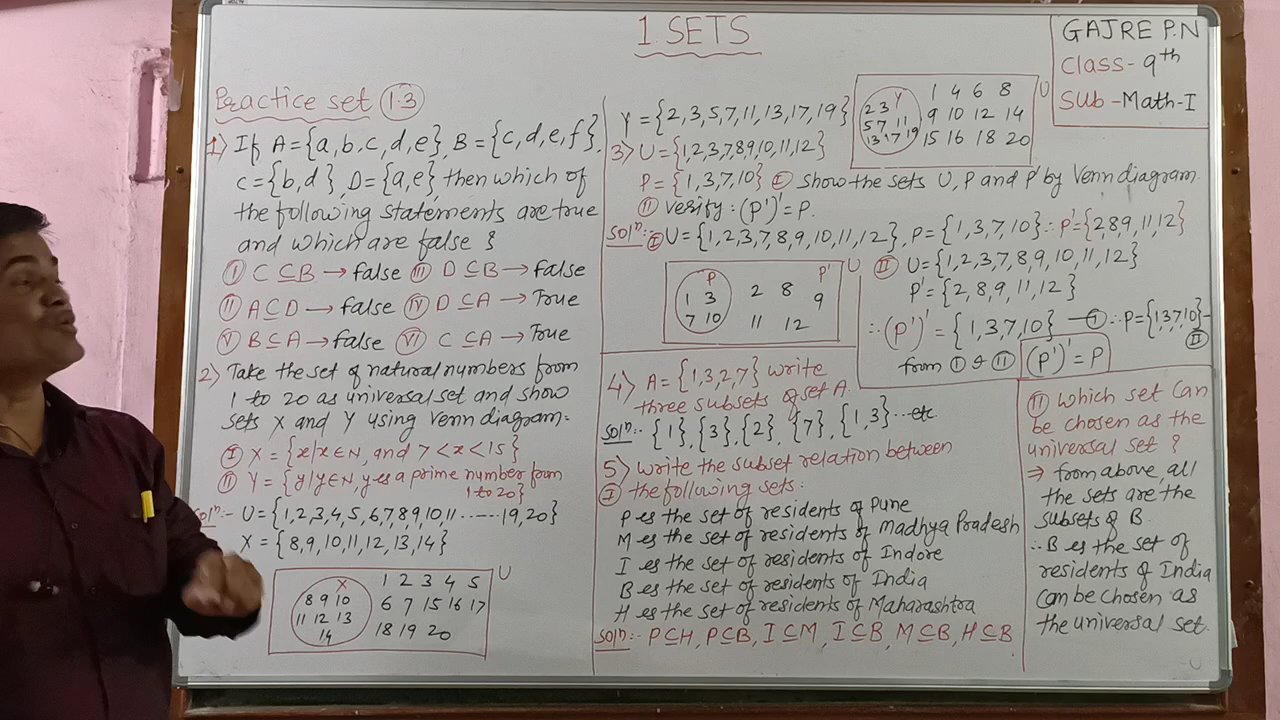 1. SETS
GAJRE P.N
Class- 9th
Sub - Math-I
Practice set 1.3
1) If A={a,b,c,d,e}, B={c,d,e,f},
C={b,d}, D={a,e} then which of
the following statements are true
and which are false ?
I C⊆B → false III D⊆B → false
II A⊆D → false IV D⊆A → True
V B⊆A → false VI C⊆A → True
2) Take the set of natural numbers from
1 to 20 as universal set and show
sets X and Y using Venn diagram.
I X = {x/x∈N, and 7<x<15}
II Y = {y/y∈N, y is a prime number from
1 to 20}
Solⁿ:- U={1,2,3,4,5,6,7,8,9,10,11......19,20}
X = {8,9,10,11,12,13,14}
X 1 2 3 4 5 U
8 9 10 6 7 15 16 17
11 12 13 18 19 20
14
Y={2,3,5,7,11,13,17,19}
Y 1 4 6 8 U
2 3 9 10 12 14
5 7 11 15 16 18 20
13 17 19
3) U={1,2,3,7,8,9,10,11,12}
P={1,3,7,10} I Show the sets U, P and P' by Venn diagram.
II Verify: (P')'=P.
Solⁿ:- I U={1,2,3,7,8,9,10,11,12}, P={1,3,7,10} ∴ P'={2,8,9,11,12}
P P' U
1 3 2 8 9
7 10 11 12
II U={1,2,3,7,8,9,10,11,12}
P'={2,8,9,11,12}
∴(P')'={1,3,7,10} —I ∴P={1,3,7,10}-
II
from I & II (P')'=P
4) A={1,3,2,7} write
three subsets of set A.
Solⁿ:- {1},{3},{2},{7},{1,3}...etc
5) Write the subset relation between
I the following sets:
P is the set of residents of Pune
M is the set of residents of Madhya Pradesh
I is the set of residents of Indore
B is the set of residents of India
H is the set of residents of Maharashtra
Solⁿ:- P⊆H, P⊆B, I⊆M, I⊆B, M⊆B, H⊆B
II Which set can
be chosen as the
universal set ?
⇒ from above, all
the sets are the
subsets of B.
∴ B is the set of
residents of India
can be chosen as
the universal set.